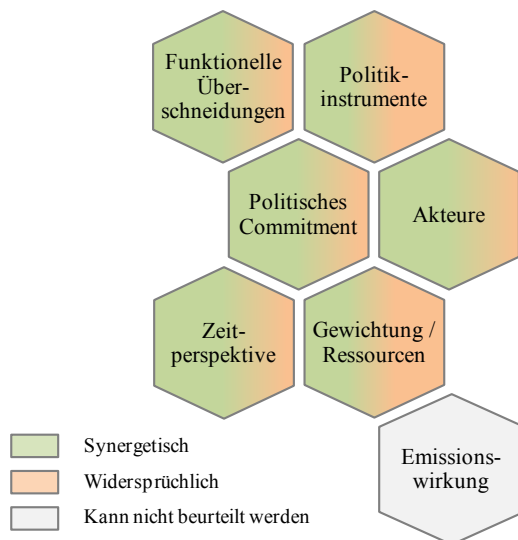 Funktionelle
Über-
schneidungen
Politik-
instrumente
Politisches
Commitment
Akteure
Zeit-
perspektive
Gewichtung /
Ressourcen
Emissions-
wirkung
Synergetisch
Widersprüchlich
Kann nicht beurteilt werden